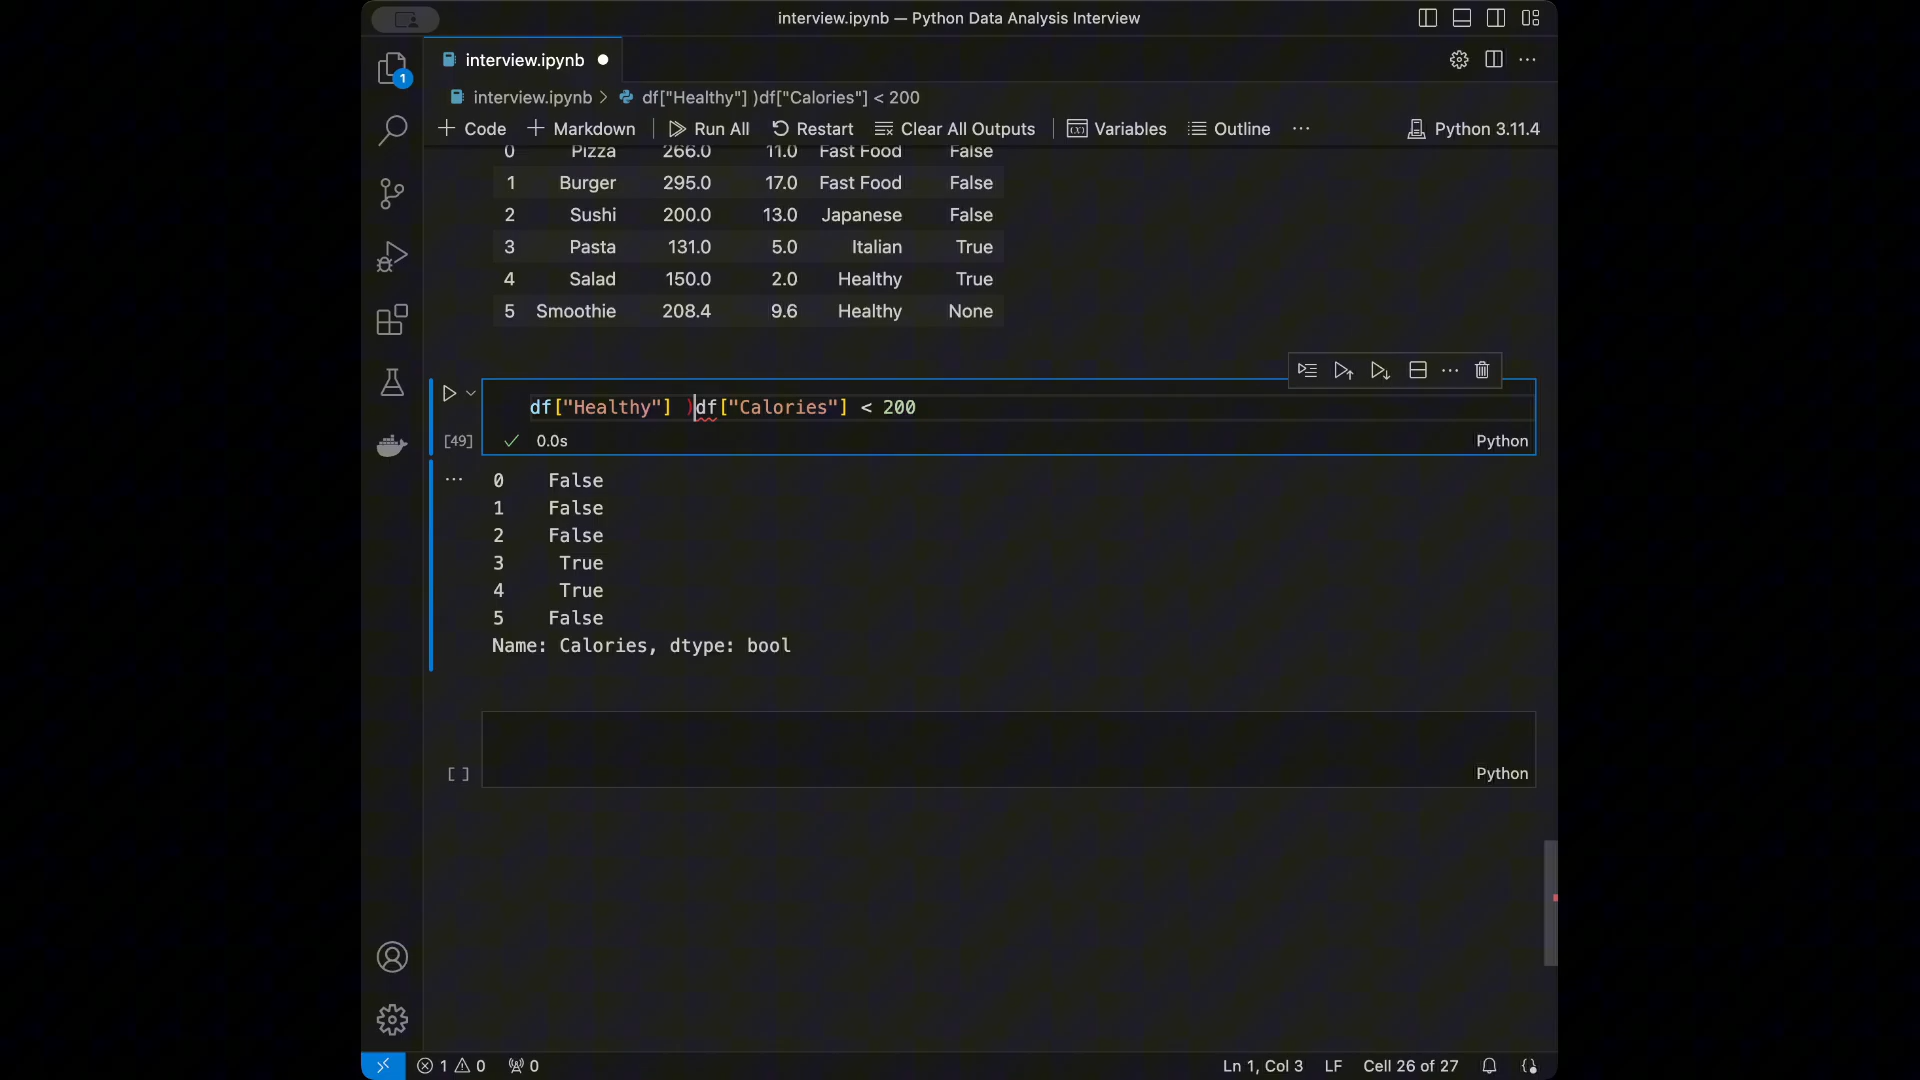 interview.ipynb — Python Data Analysis Interview
1
interview.ipynb
interview.ipynb > df["Healthy"] )df["Calories"] < 200
+ Code + Markdown Run All Restart Clear All Outputs Variables Outline ··· Python 3.11.4
0 Pizza 266.0 11.0 Fast Food False
1 Burger 295.0 17.0 Fast Food False
2 Sushi 200.0 13.0 Japanese False
3 Pasta 131.0 5.0 Italian True
4 Salad 150.0 2.0 Healthy True
5 Smoothie 208.4 9.6 Healthy None
df["Healthy"] )df["Calories"] < 200
[49] 0.0s Python
0 False
1 False
2 False
3 True
4 True
5 False
Name: Calories, dtype: bool
[ ] Python
1 0 0 Ln 1, Col 3 LF Cell 26 of 27